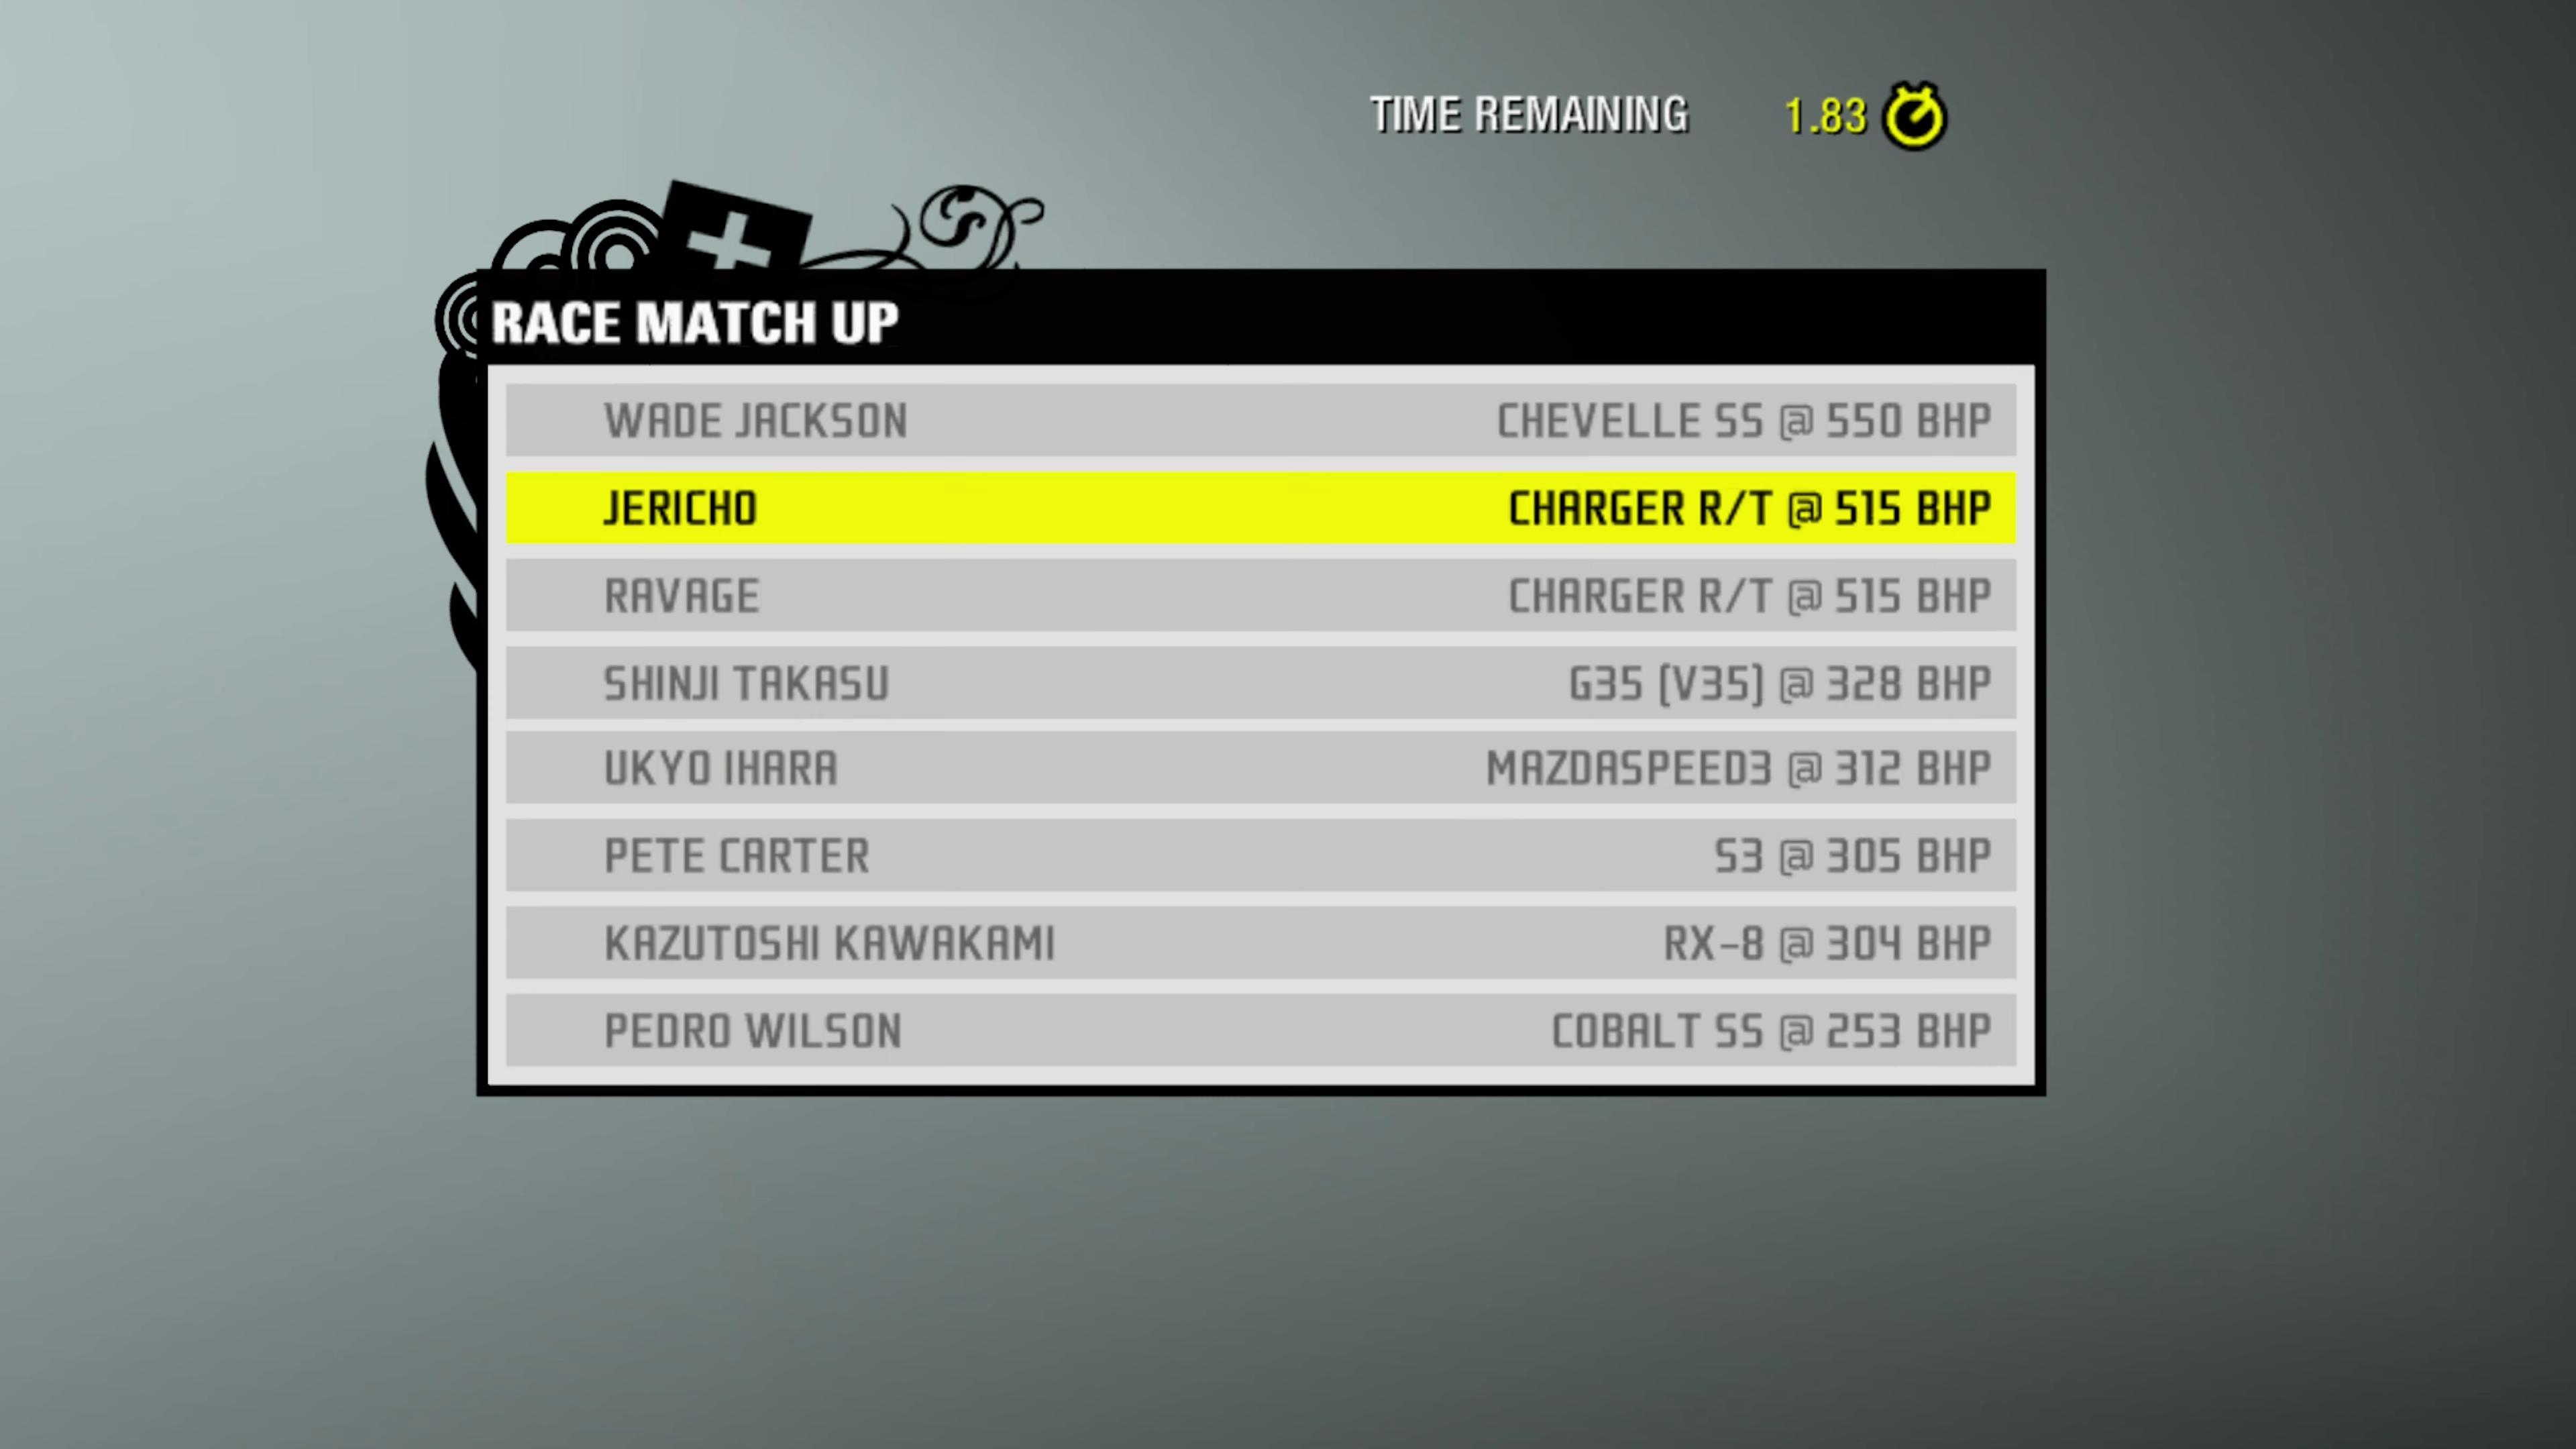 TIME REMAINING 1.83
RACE MATCH UP
WADE JACKSON CHEVELLE SS @ 550 BHP
JERICHO CHARGER R/T @ 515 BHP
RAVAGE CHARGER R/T @ 515 BHP
SHINJI TAKASU G35 (V35) @ 328 BHP
UKYO IHARA MAZDASPEED3 @ 312 BHP
PETE CARTER S3 @ 305 BHP
KAZUTOSHI KAWAKAMI RX-8 @ 304 BHP
PEDRO WILSON COBALT SS @ 253 BHP